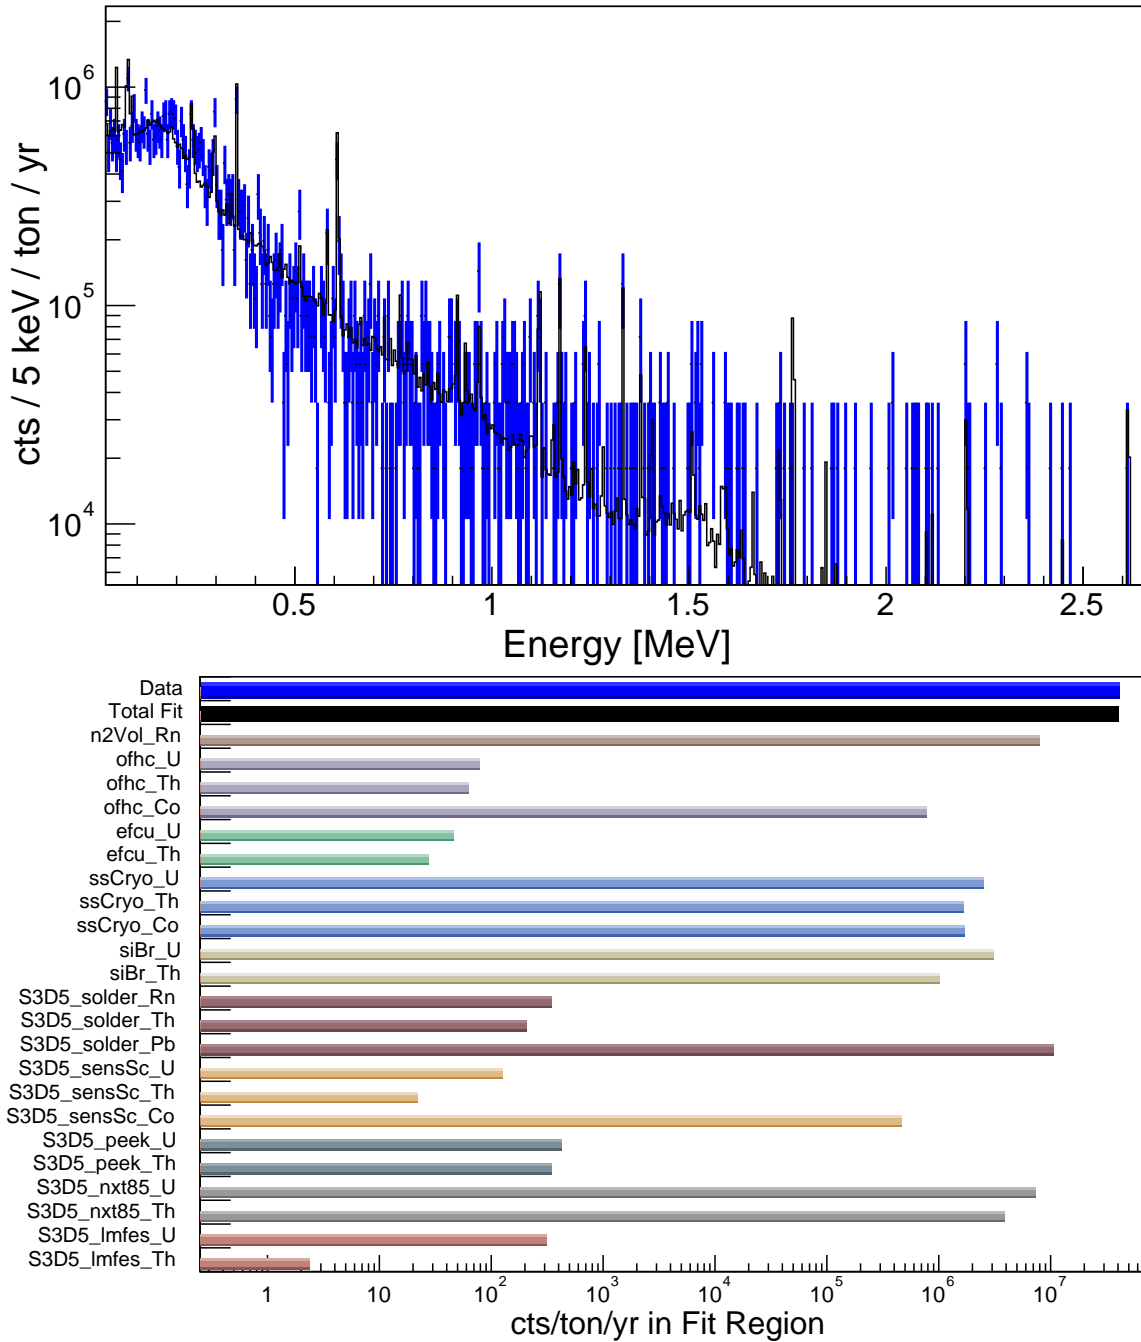 10^6
10^5
10^4
cts / 5 keV / ton / yr
0.5 1 1.5 2 2.5
Energy [MeV]
Data
Total Fit
n2Vol_Rn
ofhc_U
ofhc_Th
ofhc_Co
efcu_U
efcu_Th
ssCryo_U
ssCryo_Th
ssCryo_Co
siBr_U
siBr_Th
S3D5_solder_Rn
S3D5_solder_Th
S3D5_solder_Pb
S3D5_sensSc_U
S3D5_sensSc_Th
S3D5_sensSc_Co
S3D5_peek_U
S3D5_peek_Th
S3D5_nxt85_U
S3D5_nxt85_Th
S3D5_lmfes_U
S3D5_lmfes_Th
1 10 10^2 10^3 10^4 10^5 10^6 10^7
cts/ton/yr in Fit Region